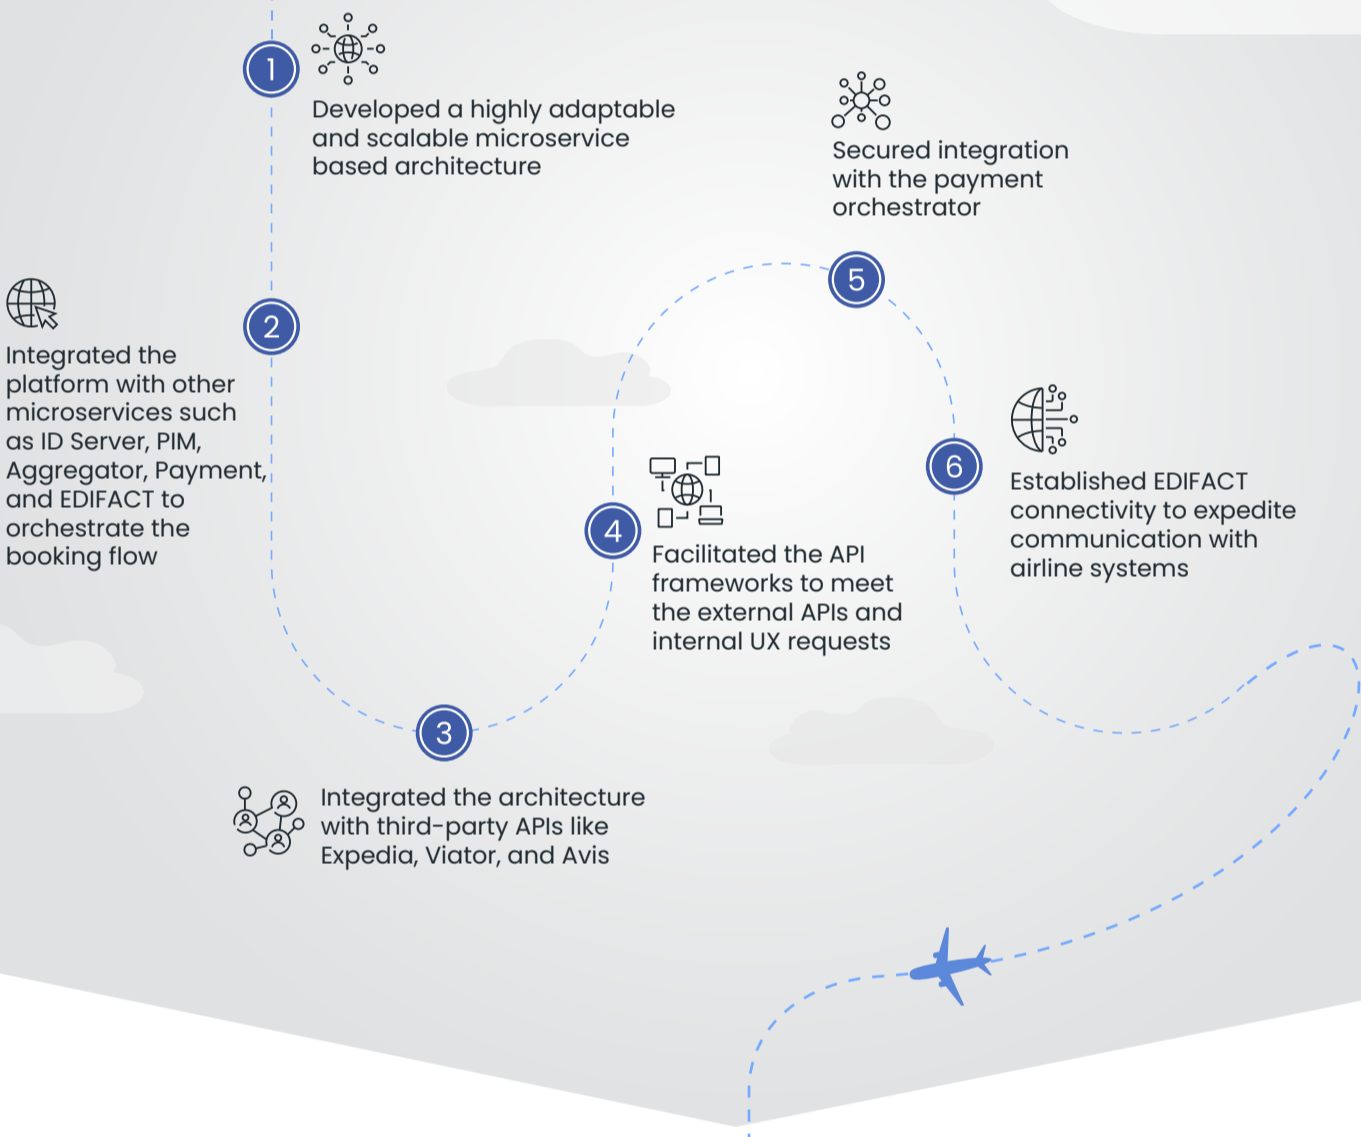 1
Developed a highly adaptable
and scalable microservice
based architecture
2
Integrated the
platform with other
microservices such
as ID Server, PIM,
Aggregator, Payment,
and EDIFACT to
orchestrate the
booking flow
3
Integrated the architecture
with third-party APIs like
Expedia, Viator, and Avis
4
Facilitated the API
frameworks to meet
the external APIs and
internal UX requests
5
Secured integration
with the payment
orchestrator
6
Established EDIFACT
connectivity to expedite
communication with
airline systems